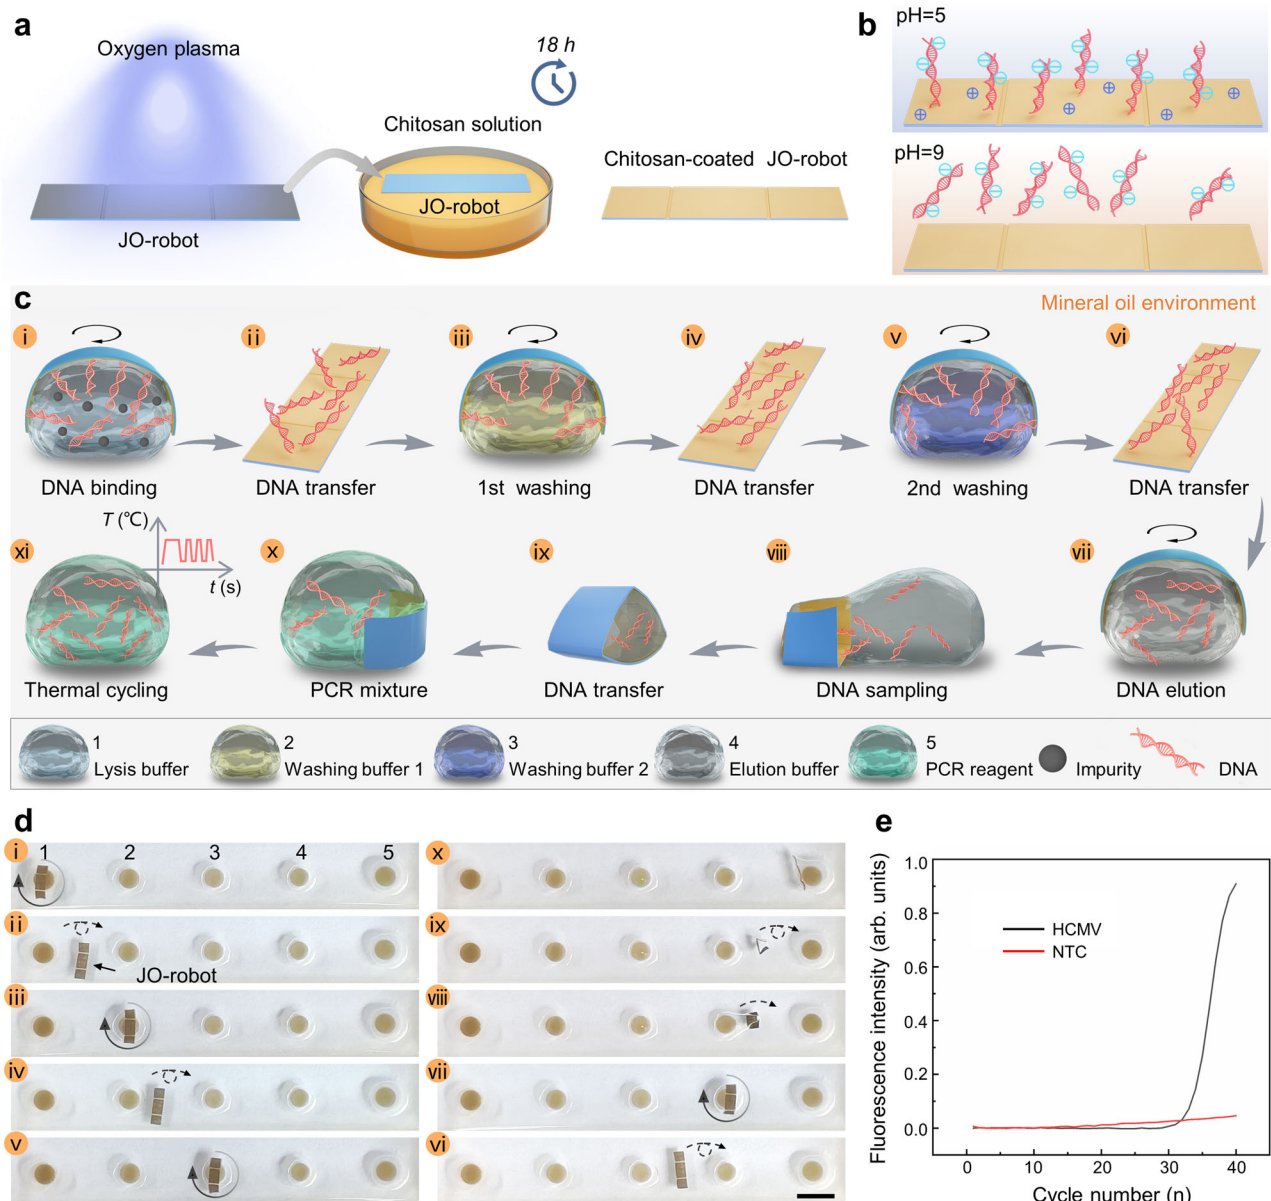 a
Oxygen plasma
18 h
Chitosan solution
JO-robot
JO-robot
Chitosan-coated JO-robot
b
pH=5
pH=9
c
Mineral oil environment
i
ii
iii
iv
v
vi
DNA binding
DNA transfer
1st washing
DNA transfer
2nd washing
DNA transfer
T (℃)
t (s)
xi
x
ix
viii
vii
Thermal cycling
PCR mixture
DNA transfer
DNA sampling
DNA elution
1
Lysis buffer
2
Washing buffer 1
3
Washing buffer 2
4
Elution buffer
5
PCR reagent
Impurity
DNA
d
i
1 2 3 4 5
ii
JO-robot
iii
iv
v
x
ix
viii
vii
vi
e
Fluorescence intensity (arb. units)
1.0
0.8
0.6
0.4
0.2
0.0
HCMV
NTC
0 10 20 30 40
Cycle number (n)